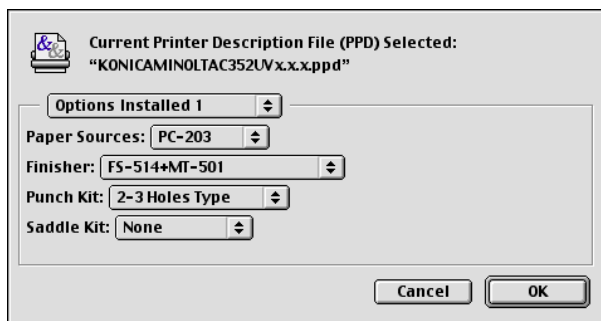 Current Printer Description File (PPD) Selected:
“KONICAMINOLTAC352UVx.x.x.ppd”
Options Installed 1
Paper Sources: PC-203
Finisher: FS-514+MT-501
Punch Kit: 2-3 Holes Type
Saddle Kit: None
Cancel OK